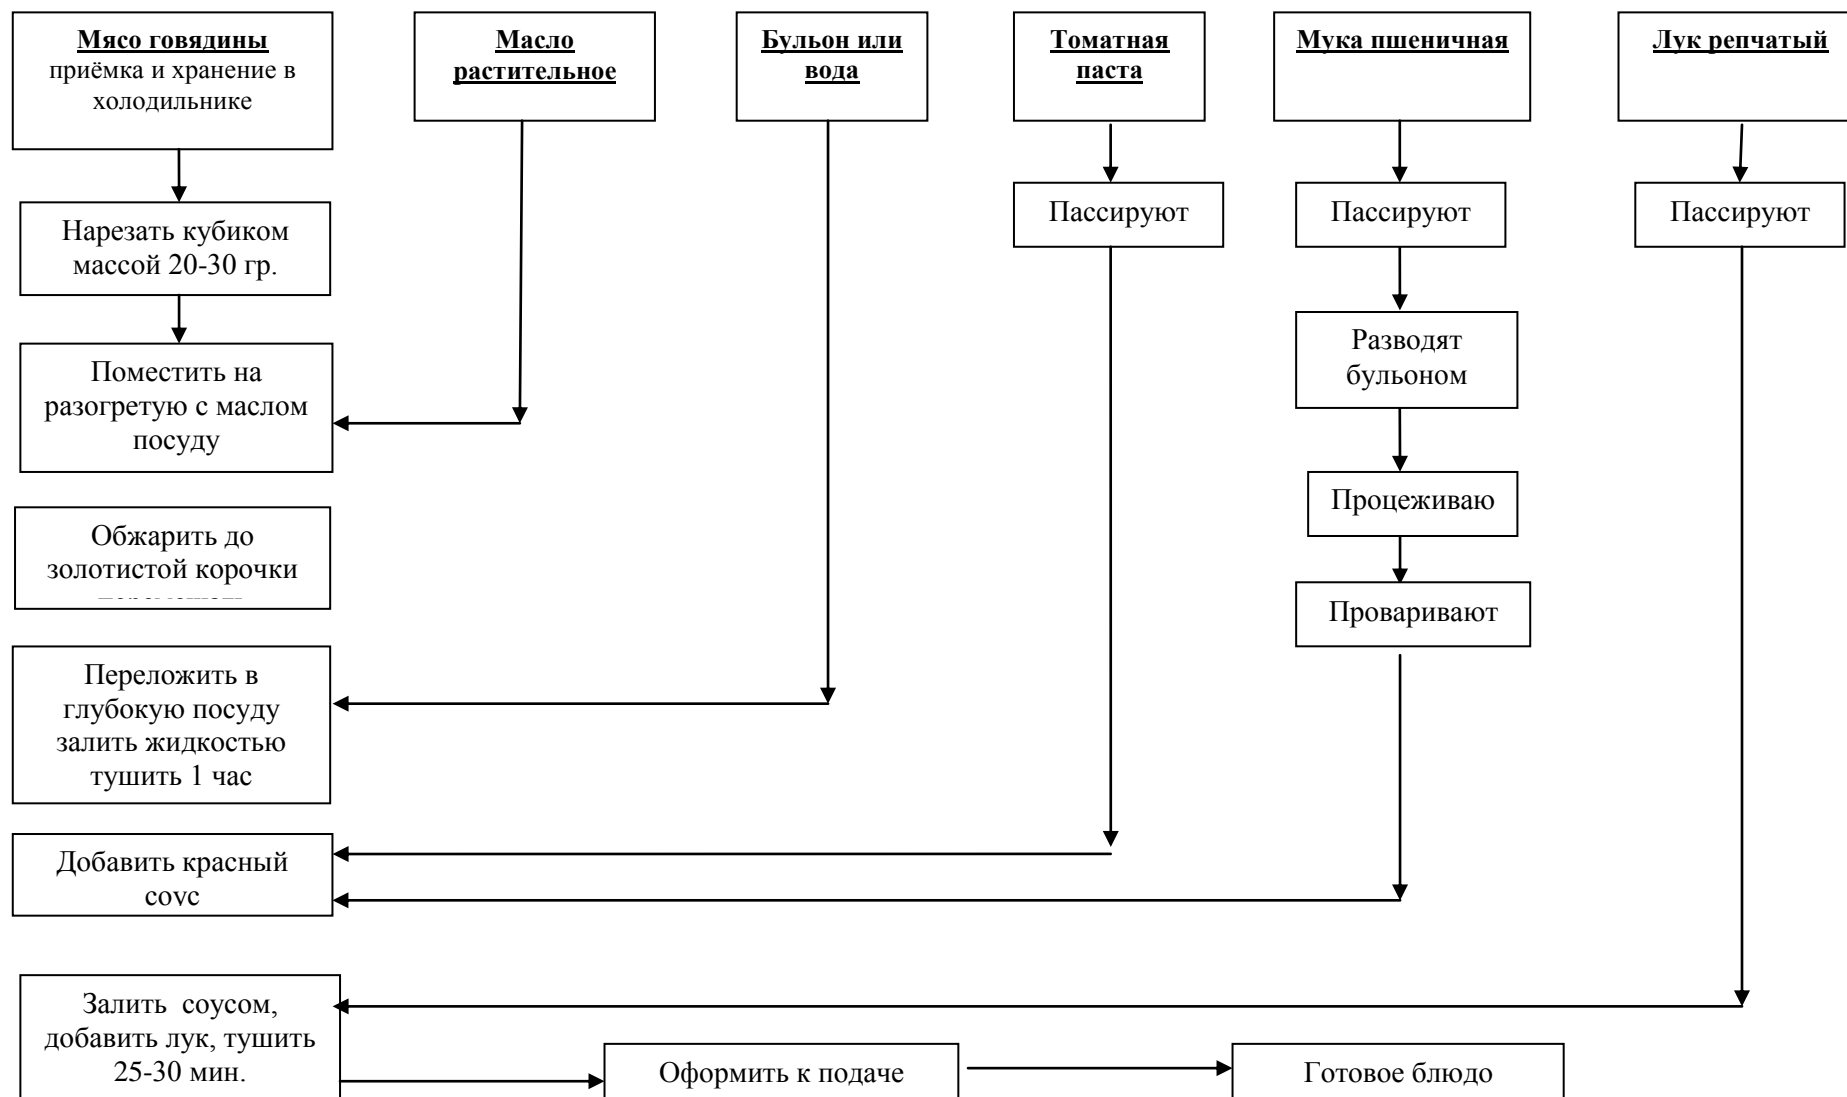 Мясо говядины
приёмка и хранение в
холодильнике
Масло
растительное
Бульон или
вода
Томатная
паста
Мука пшеничная
Лук репчатый
Пассируют
Пассируют
Пассируют
Нарезать кубиком
массой 20-30 гр.
Разводят
бульоном
Поместить на
разогретую с маслом
посуду
Процеживаю
Обжарить до
золотистой корочки
Проваривают
Переложить в
глубокую посуду
залить жидкостью
тушить 1 час
Добавить красный
соус
Залить соусом,
добавить лук, тушить
25-30 мин.
Оформить к подаче
Готовое блюдо